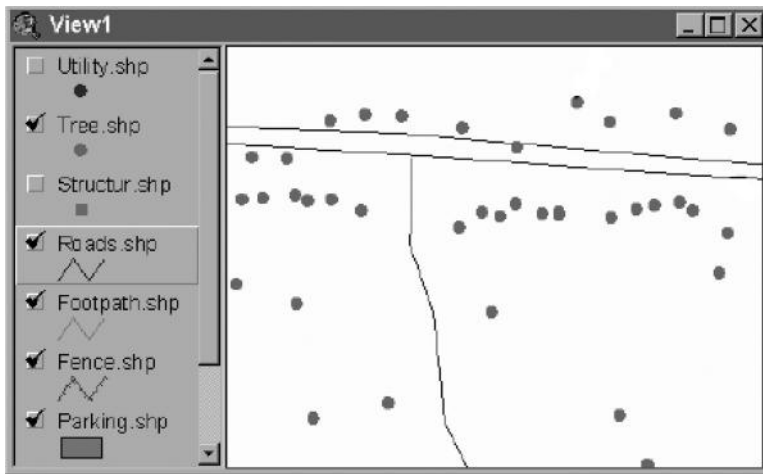 View1
Utility.shp
Tree.shp
Structur.shp
Roads.shp
Footpath.shp
Fence.shp
Parking.shp